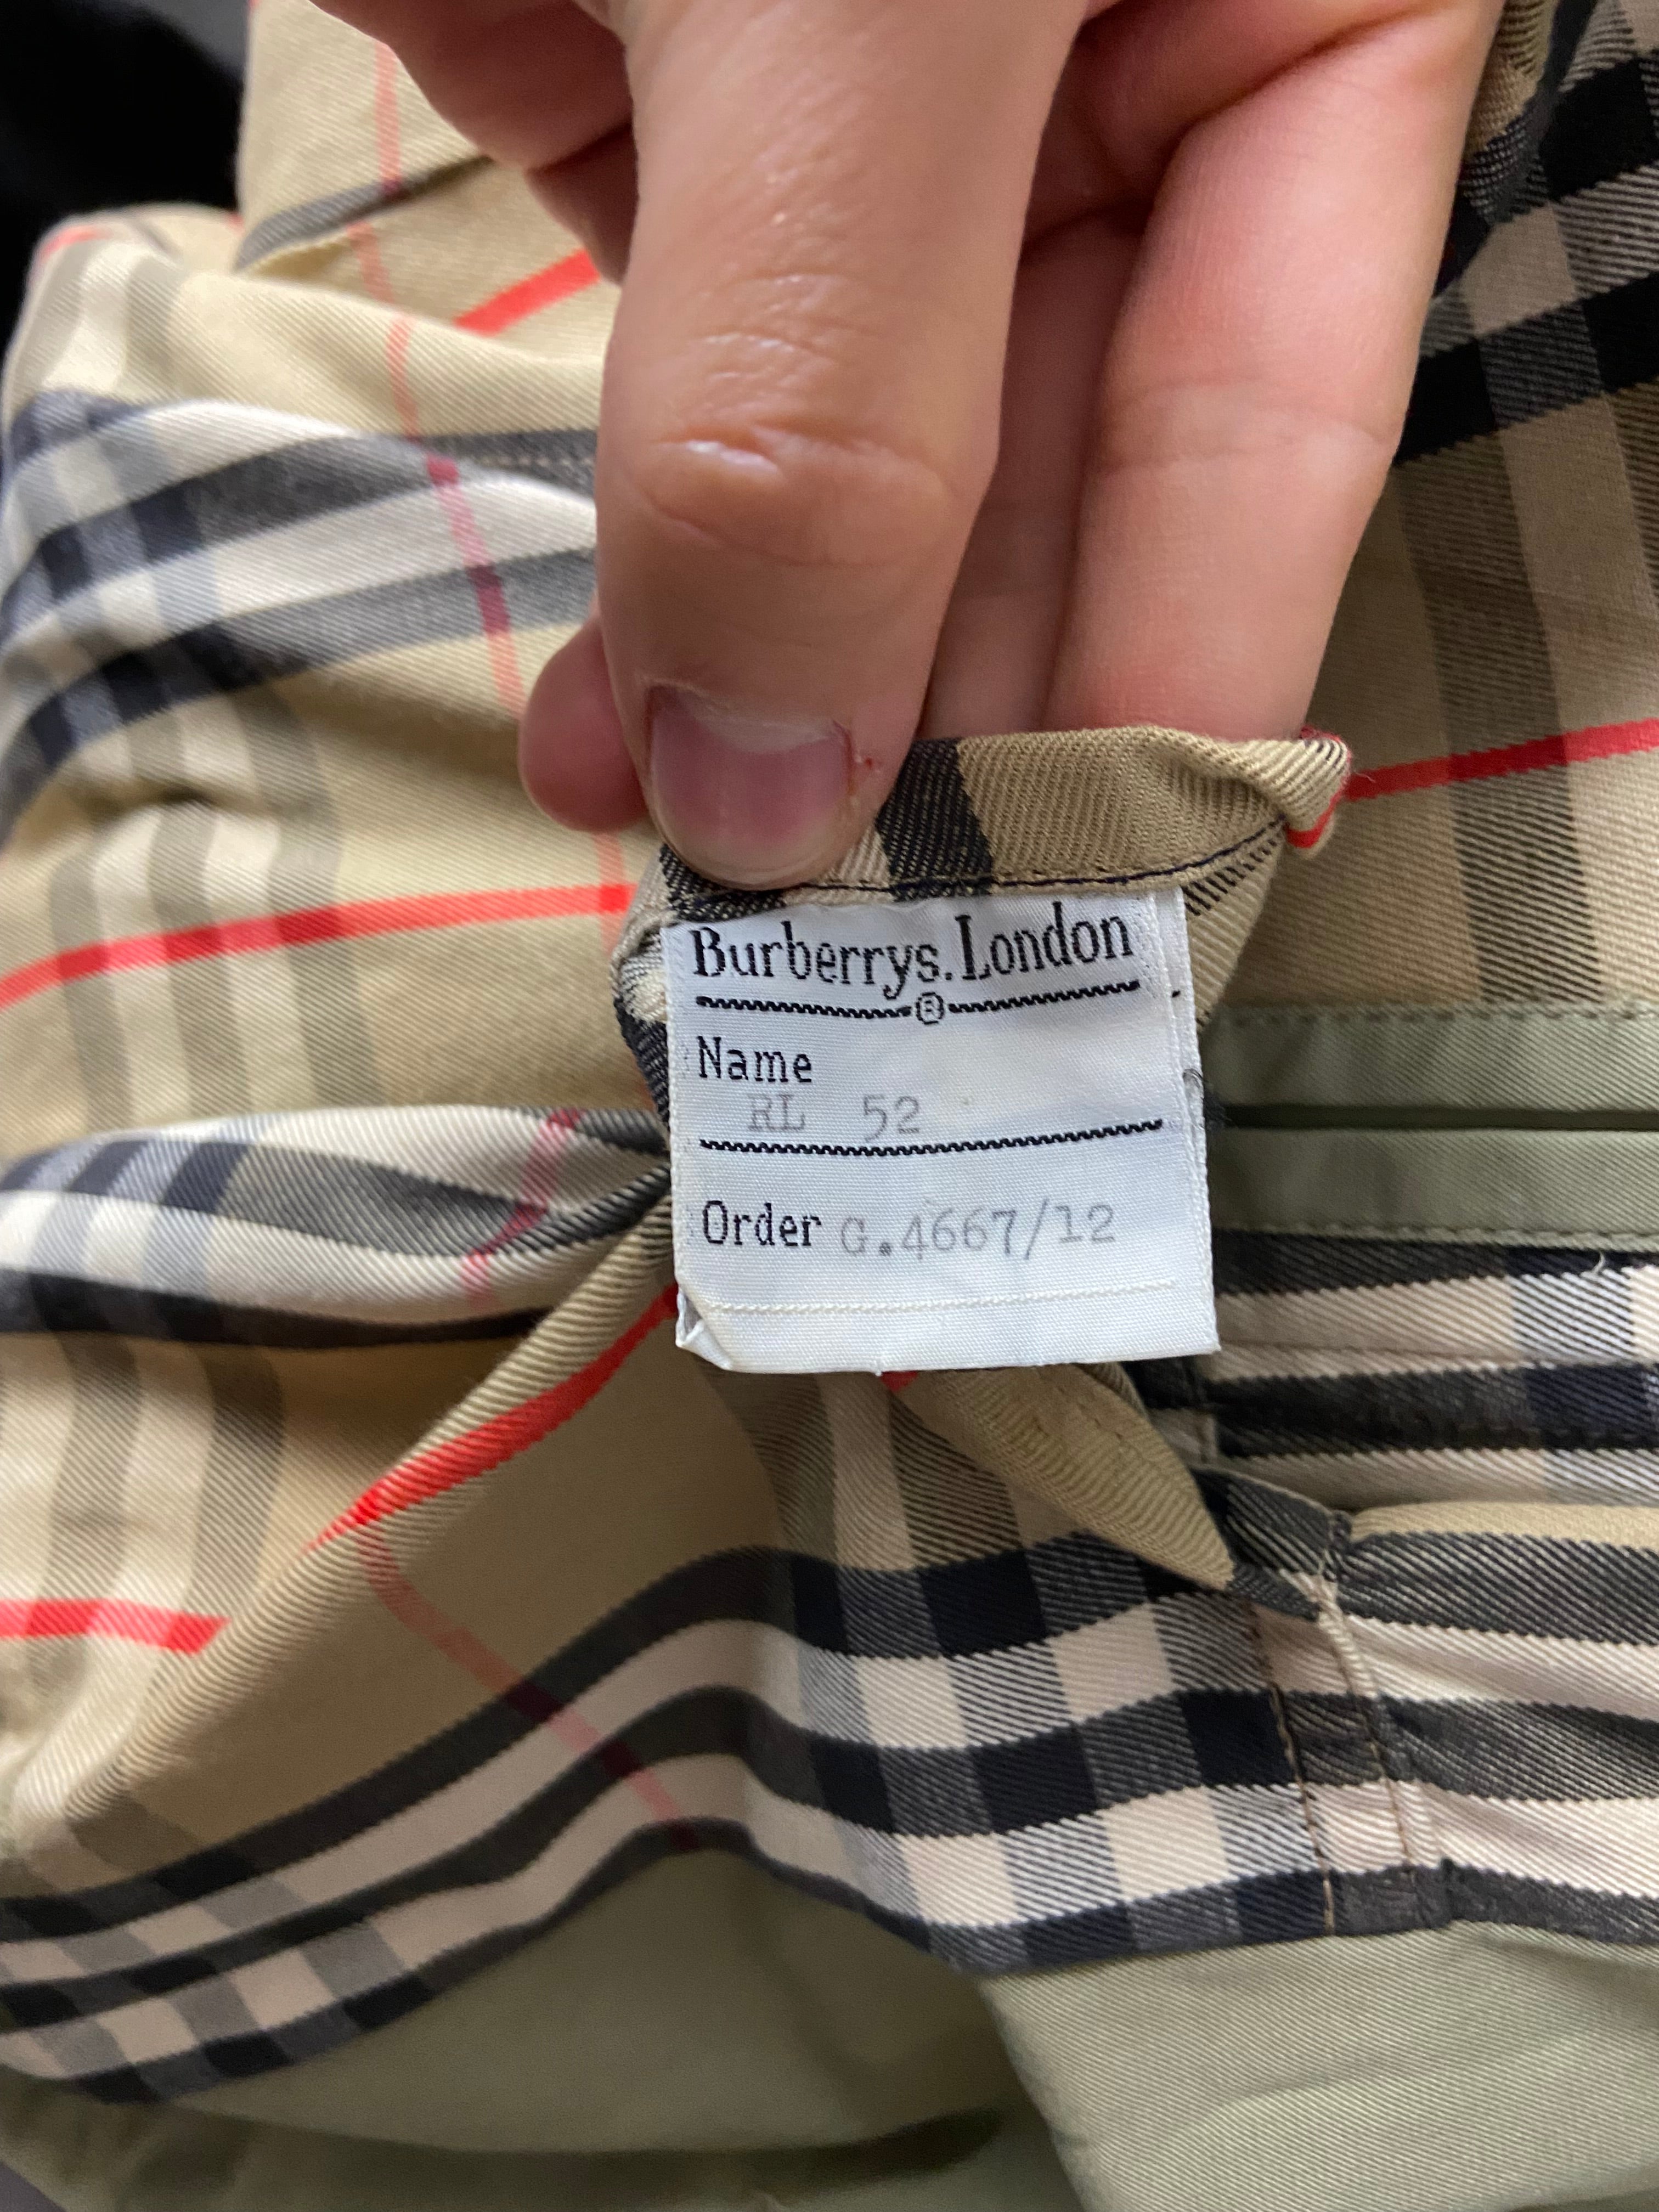 Burberrys. London
®
Name
RL 52
Order G.4667/12